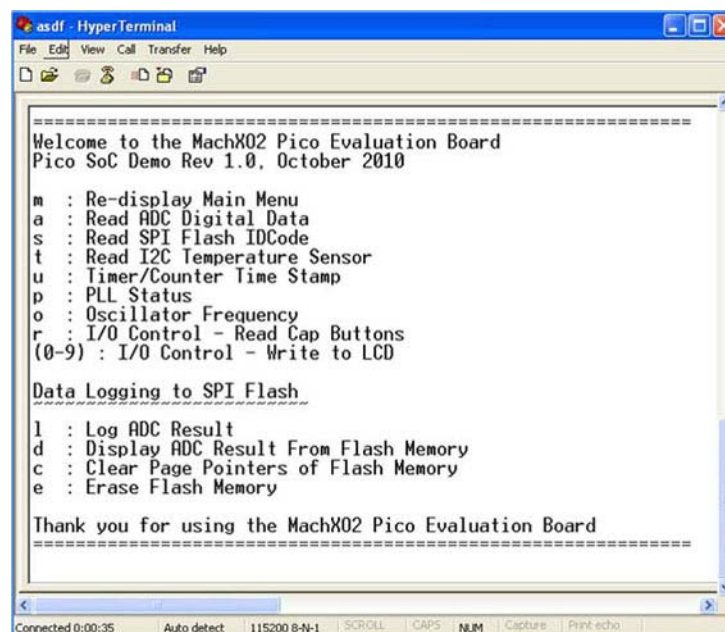 asdf - HyperTerminal
File Edit View Call Transfer Help
=================================================================
Welcome to the MachXO2 Pico Evaluation Board
Pico SoC Demo Rev 1.0, October 2010
m : Re-display Main Menu
a : Read ADC Digital Data
s : Read SPI Flash IDCode
t : Read I2C Temperature Sensor
u : Timer/Counter Time Stamp
p : PLL Status
o : Oscillator Frequency
r : I/O Control - Read Cap Buttons
(0-9) : I/O Control - Write to LCD
Data Logging to SPI Flash
~~~~~~~~~~~~~~~~~~~~~~~~~~
l : Log ADC Result
d : Display ADC Result From Flash Memory
c : Clear Page Pointers of Flash Memory
e : Erase Flash Memory
Thank you for using the MachXO2 Pico Evaluation Board
=================================================================
Connected 0:00:35 Auto detect 115200 8-N-1 SCROLL CAPS NUM Capture Print echo